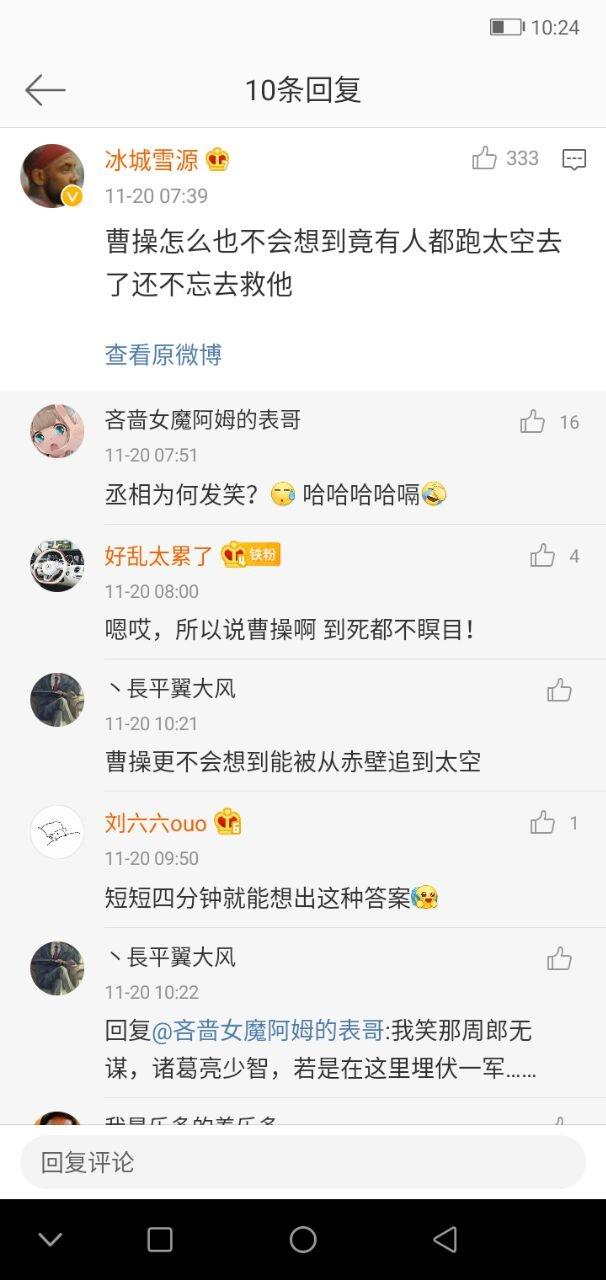 10:24
10条回复
冰城雪源
333
11-20 07:39
曹操怎么也不会想到竟有人都跑太空去
了还不忘去救他
查看原微博
吝啬女魔阿姆的表哥
16
11-20 07:51
丞相为何发笑？ 哈哈哈哈嗝
好乱太累了 4 铁粉
4
11-20 08:00
嗯哎，所以说曹操啊 到死都不瞑目！
丶長平翼大风
11-20 10:21
曹操更不会想到能被从赤壁追到太空
刘六六ouo 6
1
11-20 09:50
短短四分钟就能想出这种答案
丶長平翼大风
11-20 10:22
回复@吝啬女魔阿姆的表哥:我笑那周郎无
谋，诸葛亮少智，若是在这里埋伏一军……
回复评论